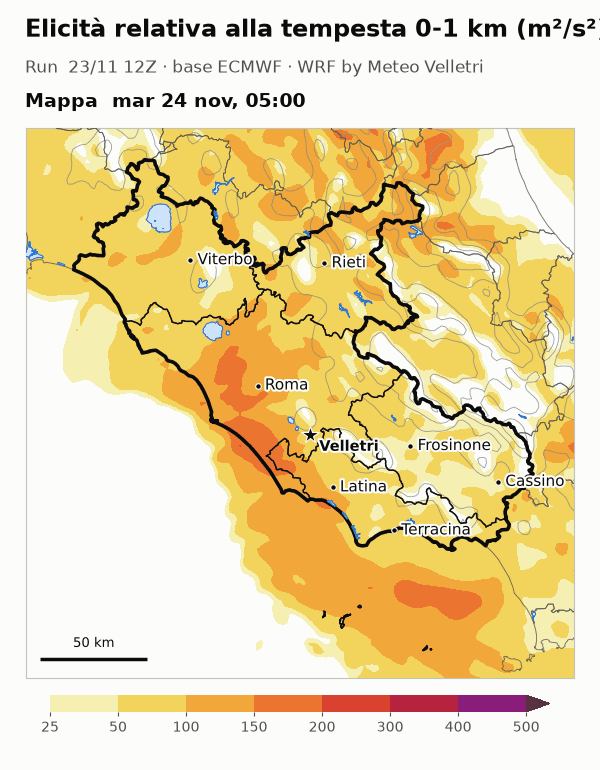 Elicità relativa alla tempesta 0-1 km (m²/s²)
Run  23/11 12Z · base ECMWF · WRF by Meteo Velletri
Mappa  mar 24 nov, 05:00
Viterbo
Rieti
Roma
Velletri
Frosinone
Cassino
Latina
Terracina
50 km
25 50 100 150 200 300 400 500